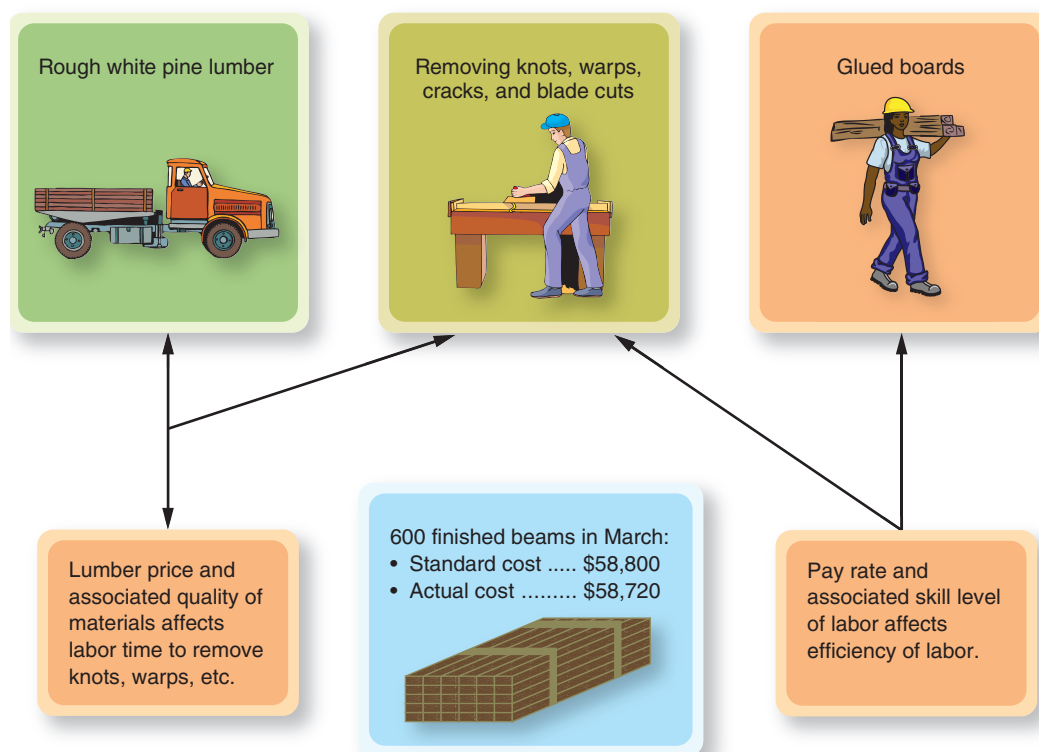 Rough white pine lumber
Removing knots, warps,
cracks, and blade cuts
Glued boards
Lumber price and
associated quality of
materials affects
labor time to remove
knots, warps, etc.
600 finished beams in March:
• Standard cost ..... $58,800
• Actual cost ......... $58,720
Pay rate and
associated skill level
of labor affects
efficiency of labor.